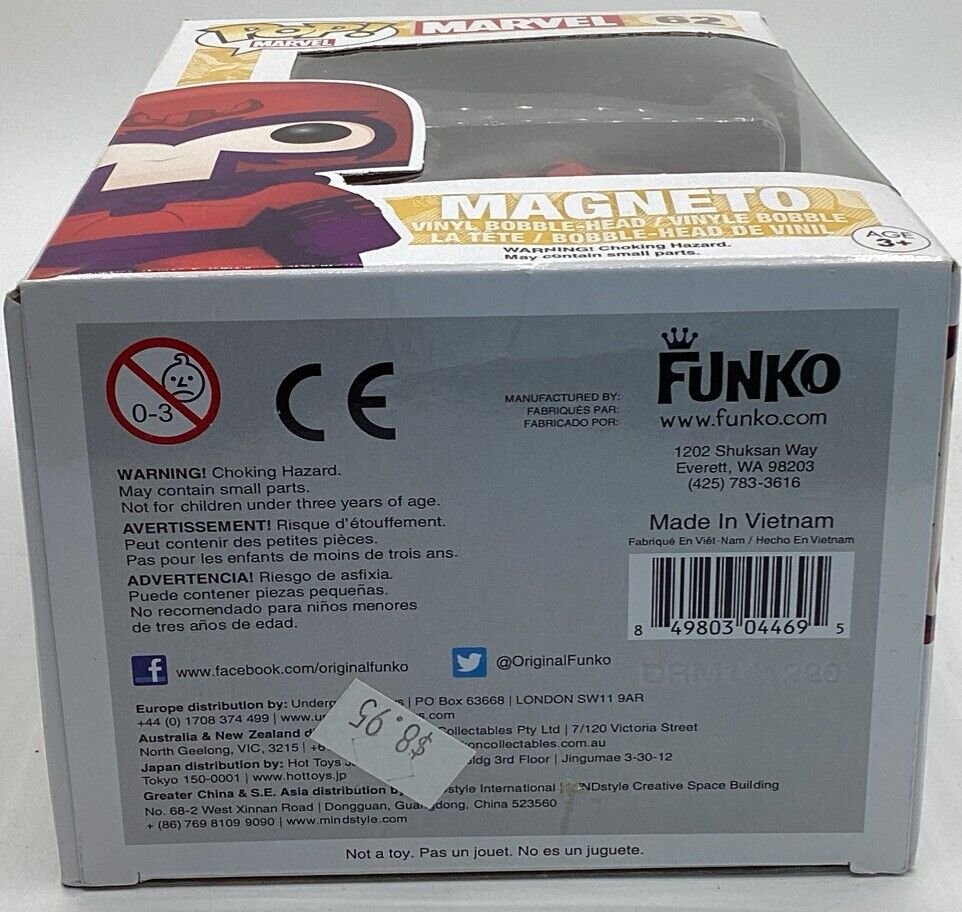 POP!
MARVEL
MARVEL
62
MAGNETO
VINYL BOBBLE-HEAD / VINYLE BOBBLE
LA TÊTE / BOBBLE-HEAD DE VINIL
WARNING! Choking Hazard.
May contain small parts.
AGE
3+
0-3
CE
MANUFACTURED BY:
FABRIQUÉS PAR:
FABRICADO POR:
FUNKO
www.funko.com
1202 Shuksan Way
Everett, WA 98203
(425) 783-3616
WARNING! Choking Hazard.
May contain small parts.
Not for children under three years of age.
AVERTISSEMENT! Risque d'étouffement.
Peut contenir des petites pièces.
Pas pour les enfants de moins de trois ans.
ADVERTENCIA! Riesgo de asfixia.
Puede contener piezas pequeñas.
No recomendado para niños menores
de tres años de edad.
Made In Vietnam
Fabriqué En Viêt-Nam / Hecho En Vietnam
8 49803 04469 5
f www.facebook.com/originalfunko
@OriginalFunko
Europe distribution by: | PO Box 63668 | LONDON SW11 9AR
+44 (0) 1708 374 499 |
Australia & New Zealand Collectables Pty Ltd | 7/120 Victoria Street
North Geelong, VIC, 3215 |
Japan distribution by: Hot Toys 3rd Floor | Jingumae 3-30-12
Tokyo 150-0001 | www.hottoys.jp
Greater China & S.E. Asia distribution International Creative Space Building
No. 68-2 West Xinnan Road | Dongguan, Guangdong, China 523560
+ (86) 769 8109 9090 | www.mindstyle.com
$8.95
Not a toy. Pas un jouet. No es un juguete.